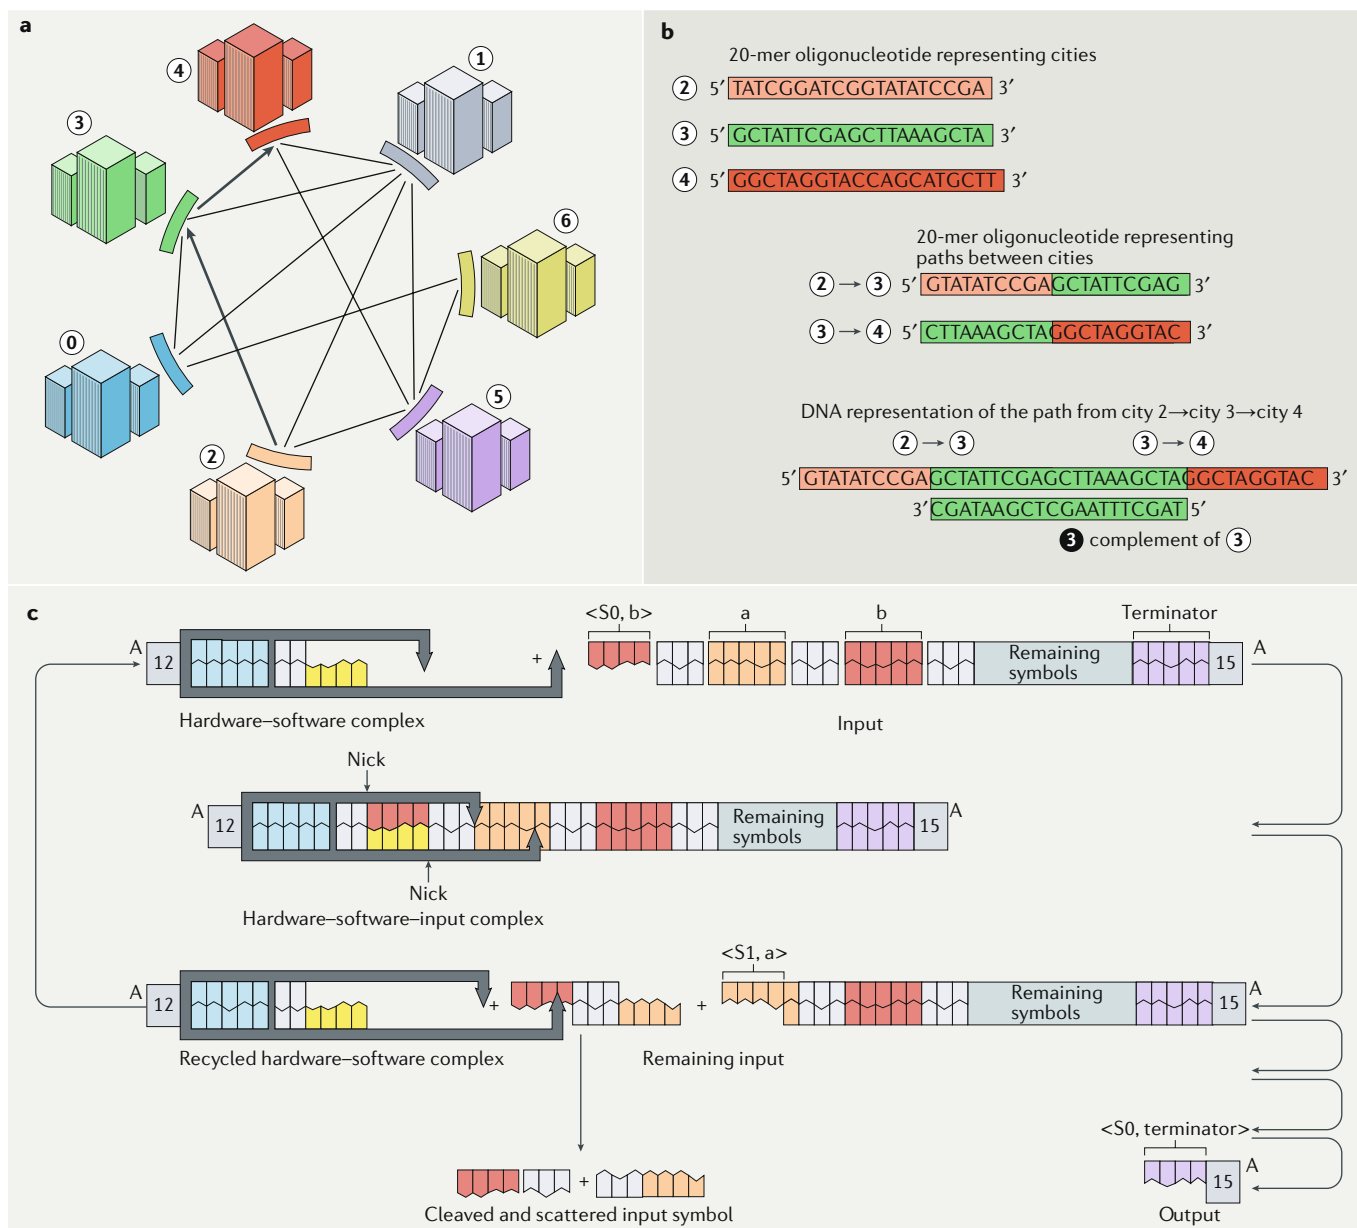 a
4
1
3
6
0
5
2
b
20-mer oligonucleotide representing cities
2 5′ TATCGGATCGGTATATCCGA 3′
3 5′ GCTATTCGAGCTTAAAGCTA 3′
4 5′ GGCTAGGTACCAGCATGCTT 3′
20-mer oligonucleotide representing
paths between cities
2 → 3 5′ GTATATCCGAGCTATTCGAG 3′
3 → 4 5′ CTTAAAGCTAGGCTAGGTAC 3′
DNA representation of the path from city 2→city 3→city 4
2 → 3 3 → 4
5′ GTATATCCGAGCTATTCGAGCTTAAAGCTAGGCTAGGTAC 3′
3′ CGATAAGCTCGAATTTCGAT 5′
3 complement of 3
c
<S0, b> a b Terminator
A 12 + Remaining symbols 15 A
Hardware–software complex Input
Nick
A 12 Remaining symbols 15 A
Nick
Hardware–software–input complex
<S1, a>
A 12 + + Remaining symbols 15 A
Recycled hardware–software complex Remaining input
<S0, terminator>
+ 15 A
Cleaved and scattered input symbol Output